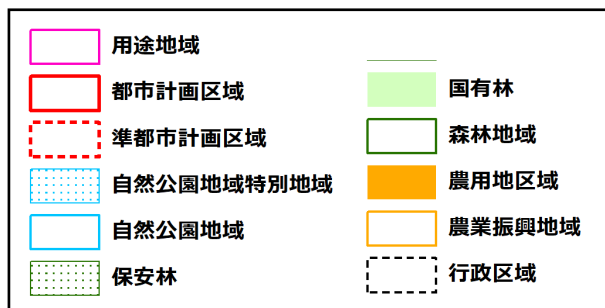 用途地域
都市計画区域
準都市計画区域
自然公園地域特別地域
自然公園地域
保安林
国有林
森林地域
農用地区域
農業振興地域
行政区域